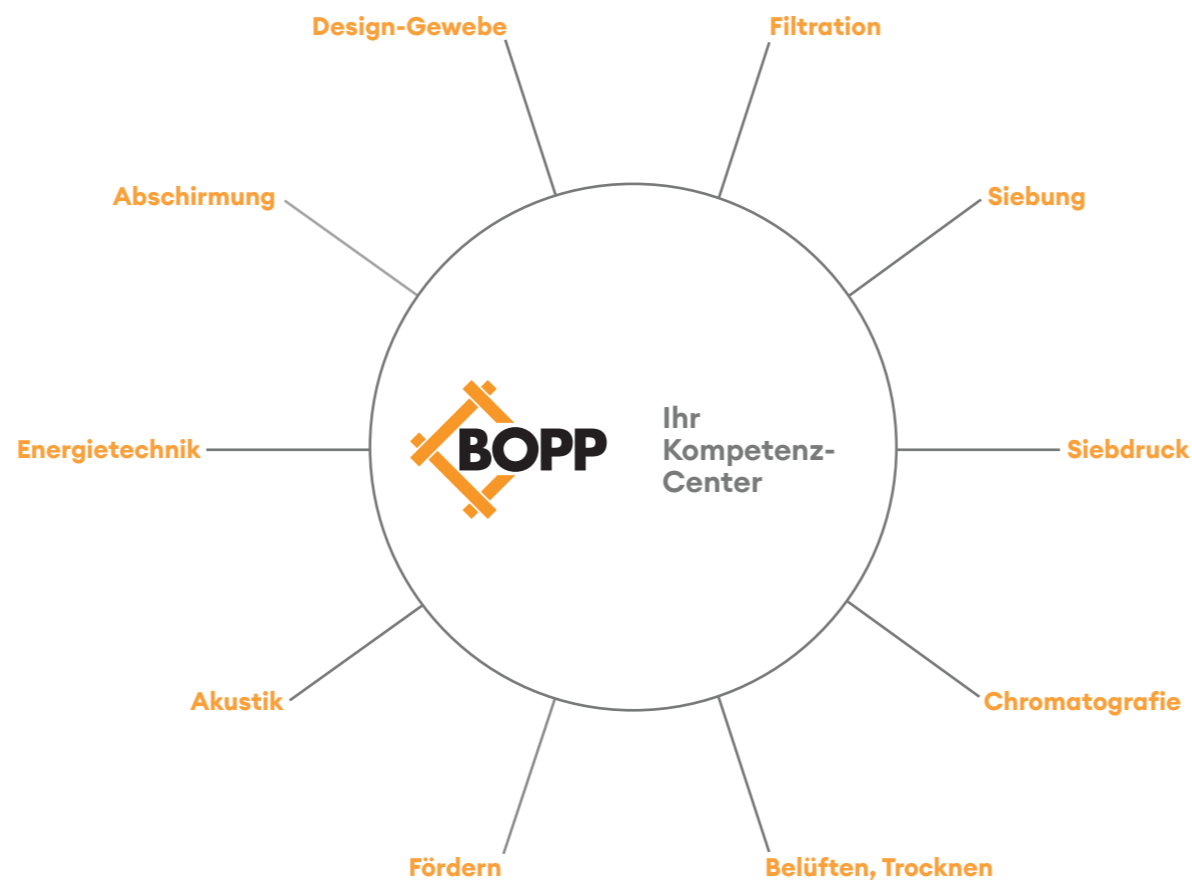 Design-Gewebe
Filtration
Abschirmung
Siebung
BOPP
Ihr
Kompetenz-
Center
Energietechnik
Siebdruck
Akustik
Chromatografie
Fördern
Belüften, Trocknen